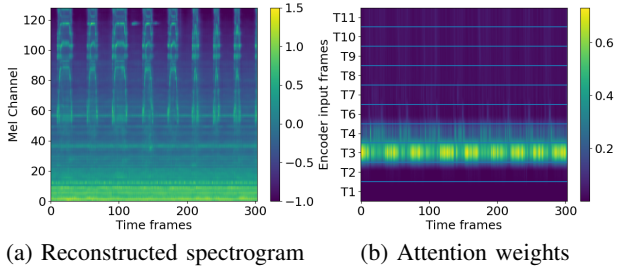 120
100
80
60
40
20
0
Mel Channel
0
100
200
300
Time frames
1.5
1.0
0.5
0.0
−0.5
−1.0
(a) Reconstructed spectrogram
T11
T10
T9
T8
T7
T6
T4
T3
T2
T1
Encoder input frames
0
100
200
300
Time frames
0.6
0.4
0.2
(b) Attention weights